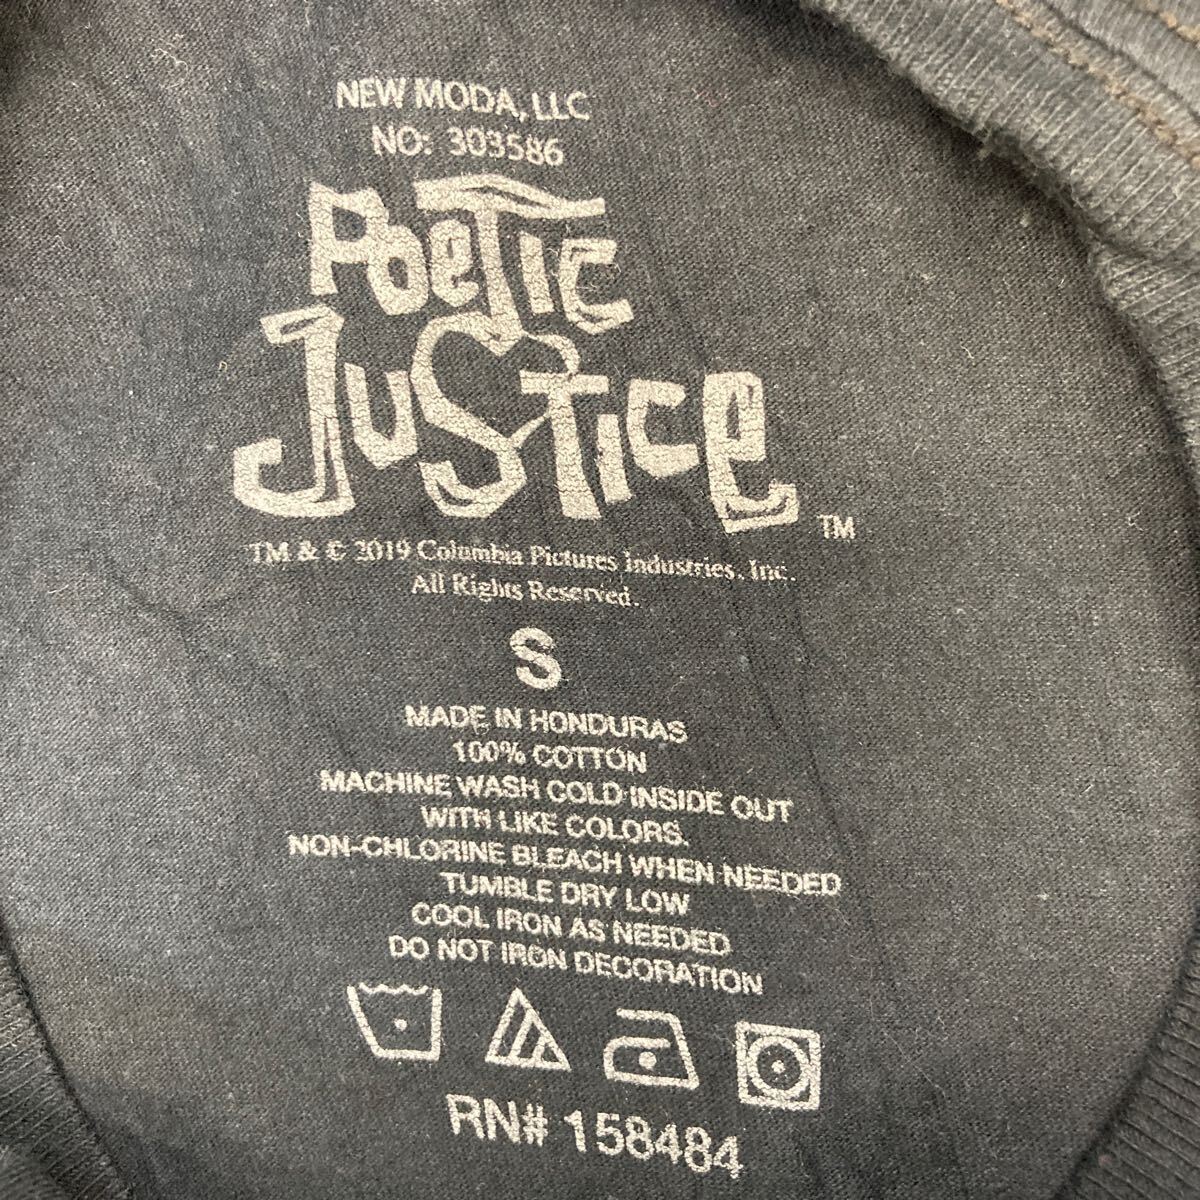 NEW MODA, LLC
NO: 303586
POETIC
JUSTICE TM
TM & © 2019 Columbia Pictures Industries, Inc.
All Rights Reserved.
S
MADE IN HONDURAS
100% COTTON
MACHINE WASH COLD INSIDE OUT
WITH LIKE COLORS.
NON-CHLORINE BLEACH WHEN NEEDED
TUMBLE DRY LOW
COOL IRON AS NEEDED
DO NOT IRON DECORATION
RN# 158484